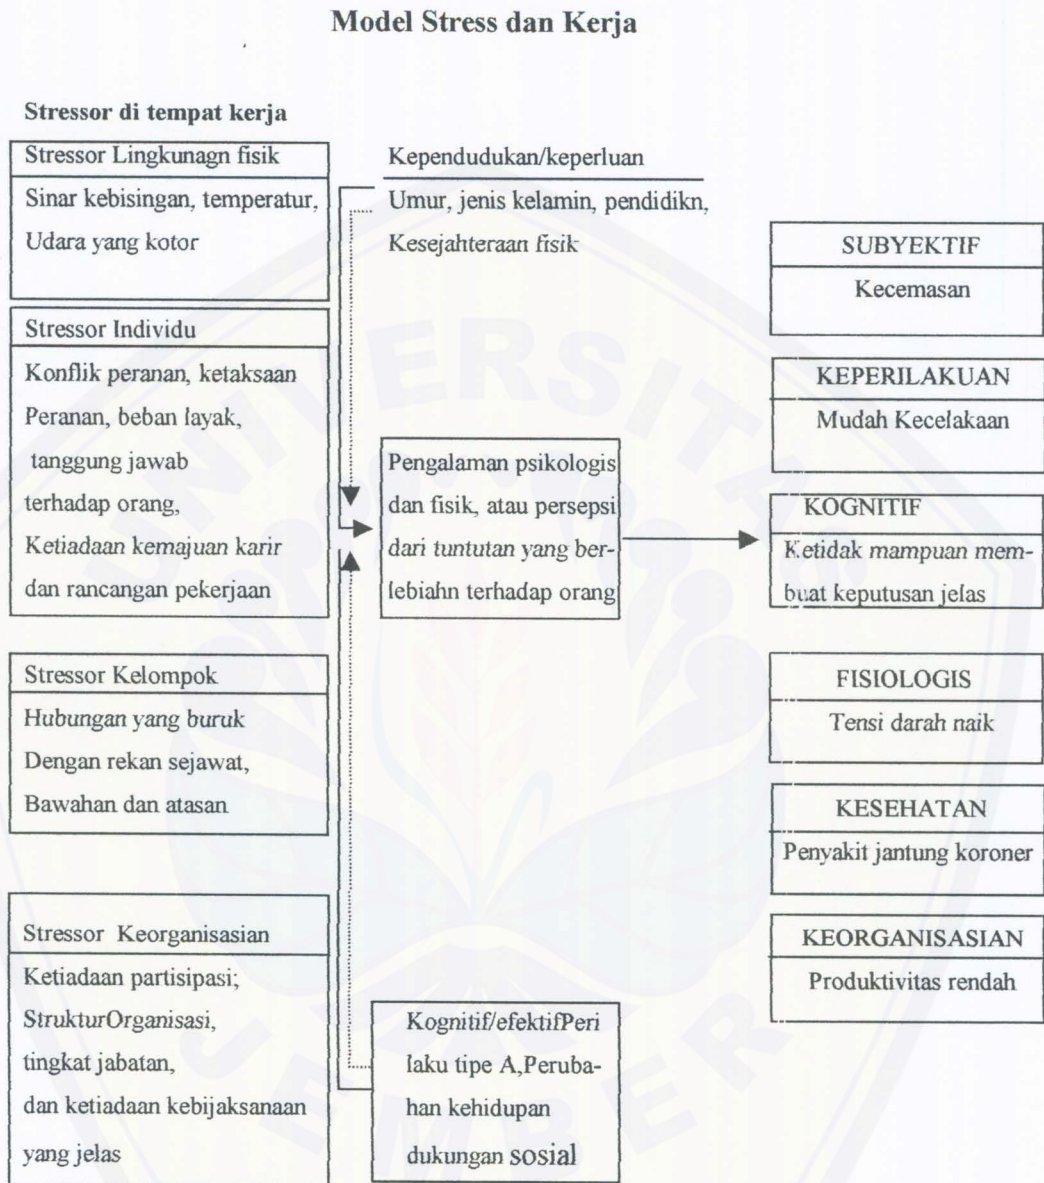 Model Stress dan Kerja
Stressor di tempat kerja
Stressor Lingkunagn fisik
Sinar kebisingan, temperatur,
Udara yang kotor
Stressor Individu
Konflik peranan, ketaksaan
Peranan, beban layak,
tanggung jawab
terhadap orang,
Ketiadaan kemajuan karir
dan rancangan pekerjaan
Stressor Kelompok
Hubungan yang buruk
Dengan rekan sejawat,
Bawahan dan atasan
Stressor Keorganisasian
Ketiadaan partisipasi;
StrukturOrganisasi,
tingkat jabatan,
dan ketiadaan kebijaksanaan
yang jelas
Kependudukan/keperluan
Umur, jenis kelamin, pendidikn,
Kesejahteraan fisik
Pengalaman psikologis
dan fisik, atau persepsi
dari tuntutan yang ber-
lebiahn terhadap orang
Kognitif/efektifPeri
laku tipe A,Peruba-
han kehidupan
dukungan sosial
SUBYEKTIF
Kecemasan
KEPERILAKUAN
Mudah Kecelakaan
KOGNITIF
Ketidak mampuan mem-
buat keputusan jelas
FISIOLOGIS
Tensi darah naik
KESEHATAN
Penyakit jantung koroner
KEORGANISASIAN
Produktivitas rendah
UNIVERSITAS
JEMBER